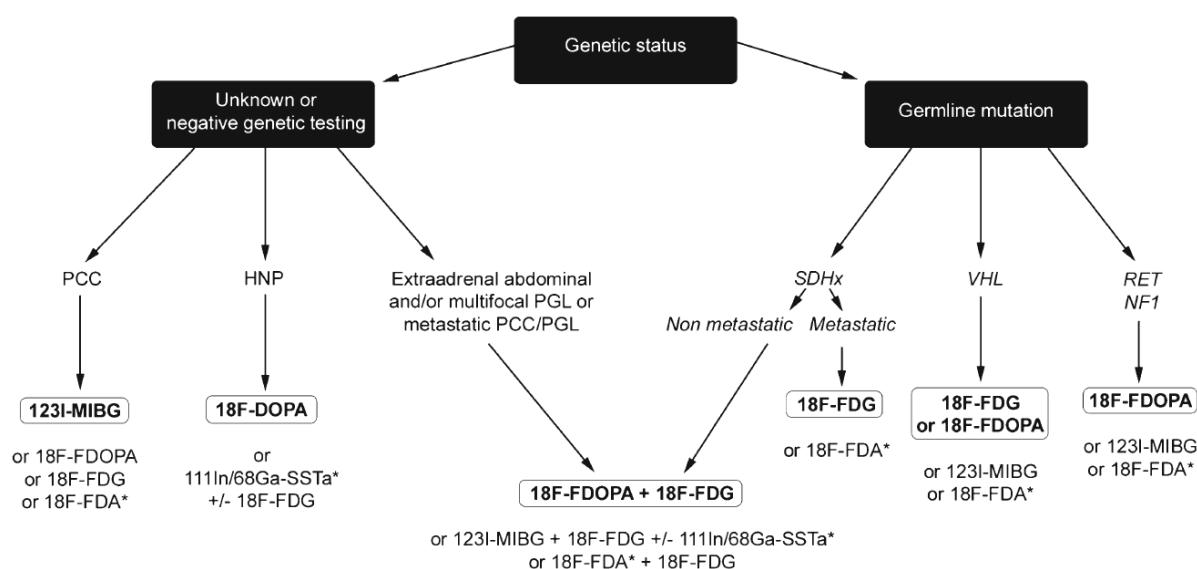 Genetic status
Unknown or
negative genetic testing
Germline mutation
PCC
HNP
Extraadrenal abdominal
and/or multifocal PGL or
metastatic PCC/PGL
SDHx
Non metastatic
Metastatic
VHL
RET
NF1
123I-MIBG
or 18F-FDOPA
or 18F-FDG
or 18F-FDA*
18F-DOPA
or
111In/68Ga-SSTa*
+/- 18F-FDG
18F-FDOPA + 18F-FDG
or 123I-MIBG + 18F-FDG +/- 111In/68Ga-SSTa*
or 18F-FDA* + 18F-FDG
18F-FDG
or 18F-FDA*
18F-FDG
or 18F-FDOPA
or 123I-MIBG
or 18F-FDA*
18F-FDOPA
or 123I-MIBG
or 18F-FDA*